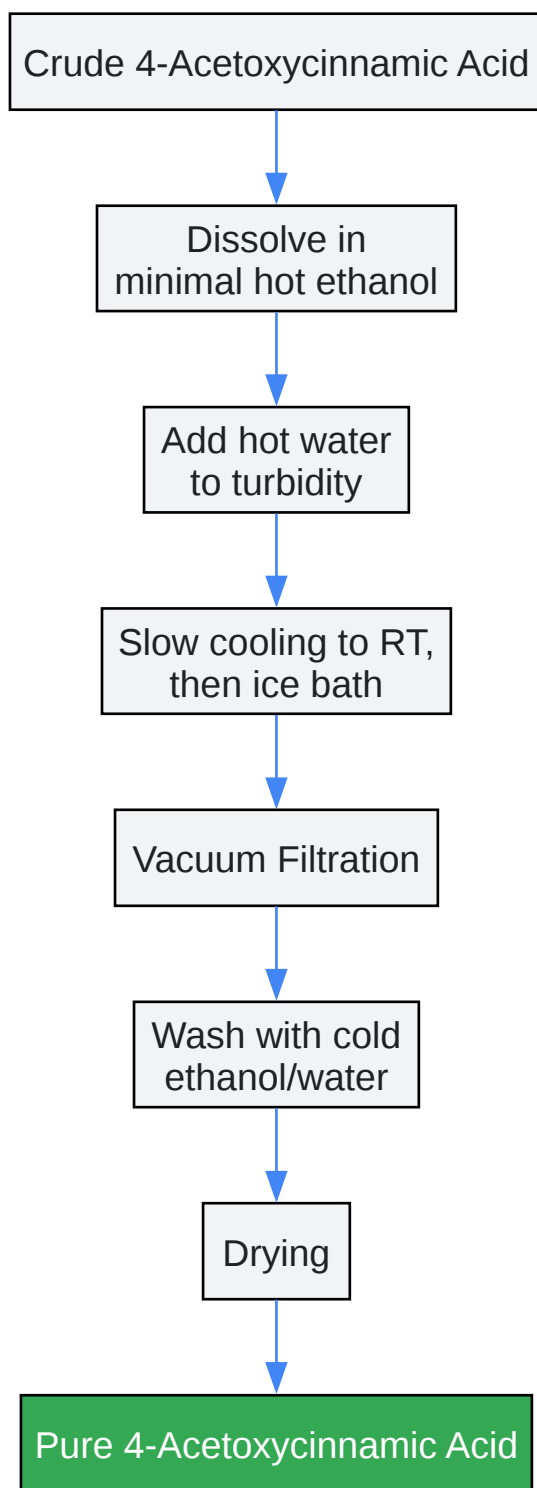 Crude 4-Acetoxycinnamic Acid
Dissolve in
minimal hot ethanol
Add hot water
to turbidity
Slow cooling to RT,
then ice bath
Vacuum Filtration
Wash with cold
ethanol/water
Drying
Pure 4-Acetoxycinnamic Acid